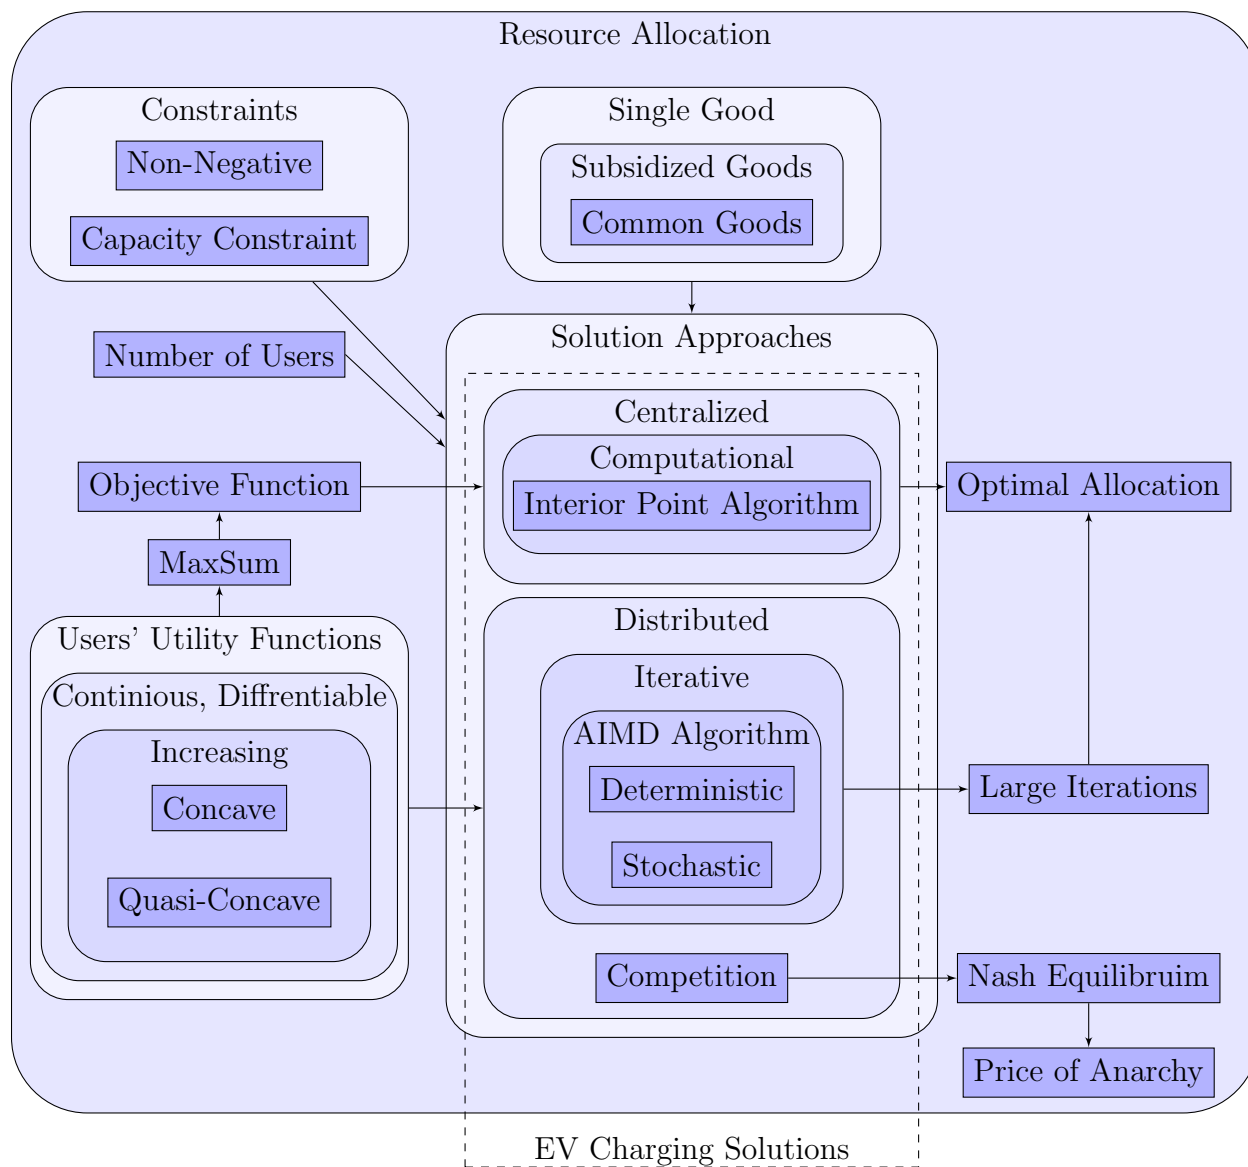 Resource Allocation
Constraints
Non-Negative
Capacity Constraint
Single Good
Subsidized Goods
Common Goods
Number of Users
Objective Function
MaxSum
Users' Utility Functions
Continious, Diffrentiable
Increasing
Concave
Quasi-Concave
Solution Approaches
Centralized
Computational
Interior Point Algorithm
Distributed
Iterative
AIMD Algorithm
Deterministic
Stochastic
Competition
Optimal Allocation
Large Iterations
Nash Equilibruim
Price of Anarchy
EV Charging Solutions